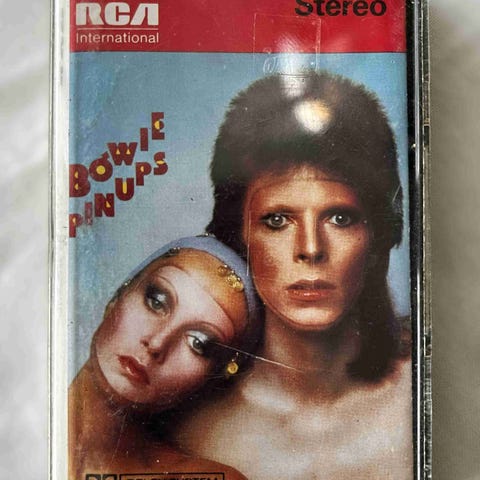 RCA
Stereo
International
BOWIE
PINUPS